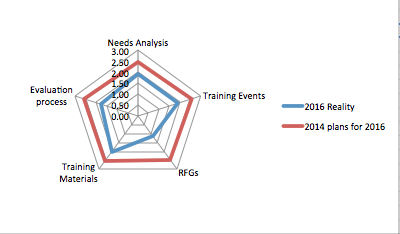 Needs Analysis
3.00
2.50
2.00
1.50
1.00
0.50
0.00
Evaluation
process
Training Events
2016 Reality
2014 plans for 2016
Training
Materials
RFGs